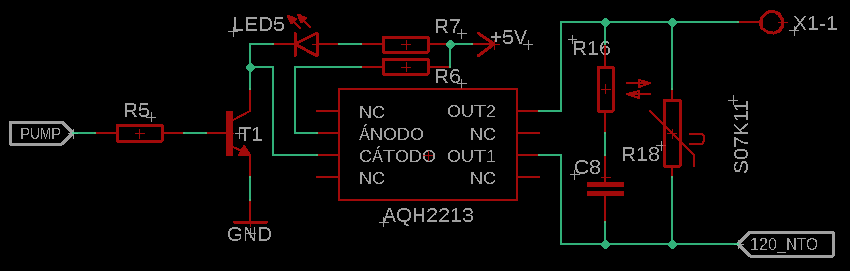 LED5
R7
+5V
R16
X1-1
R6
R5
NC
OUT2
PUMP
T1
ÁNODO
NC
CÁTODO
OUT1
NC
NC
R18
S07K11
C8
AQH2213
GND
120_NTO